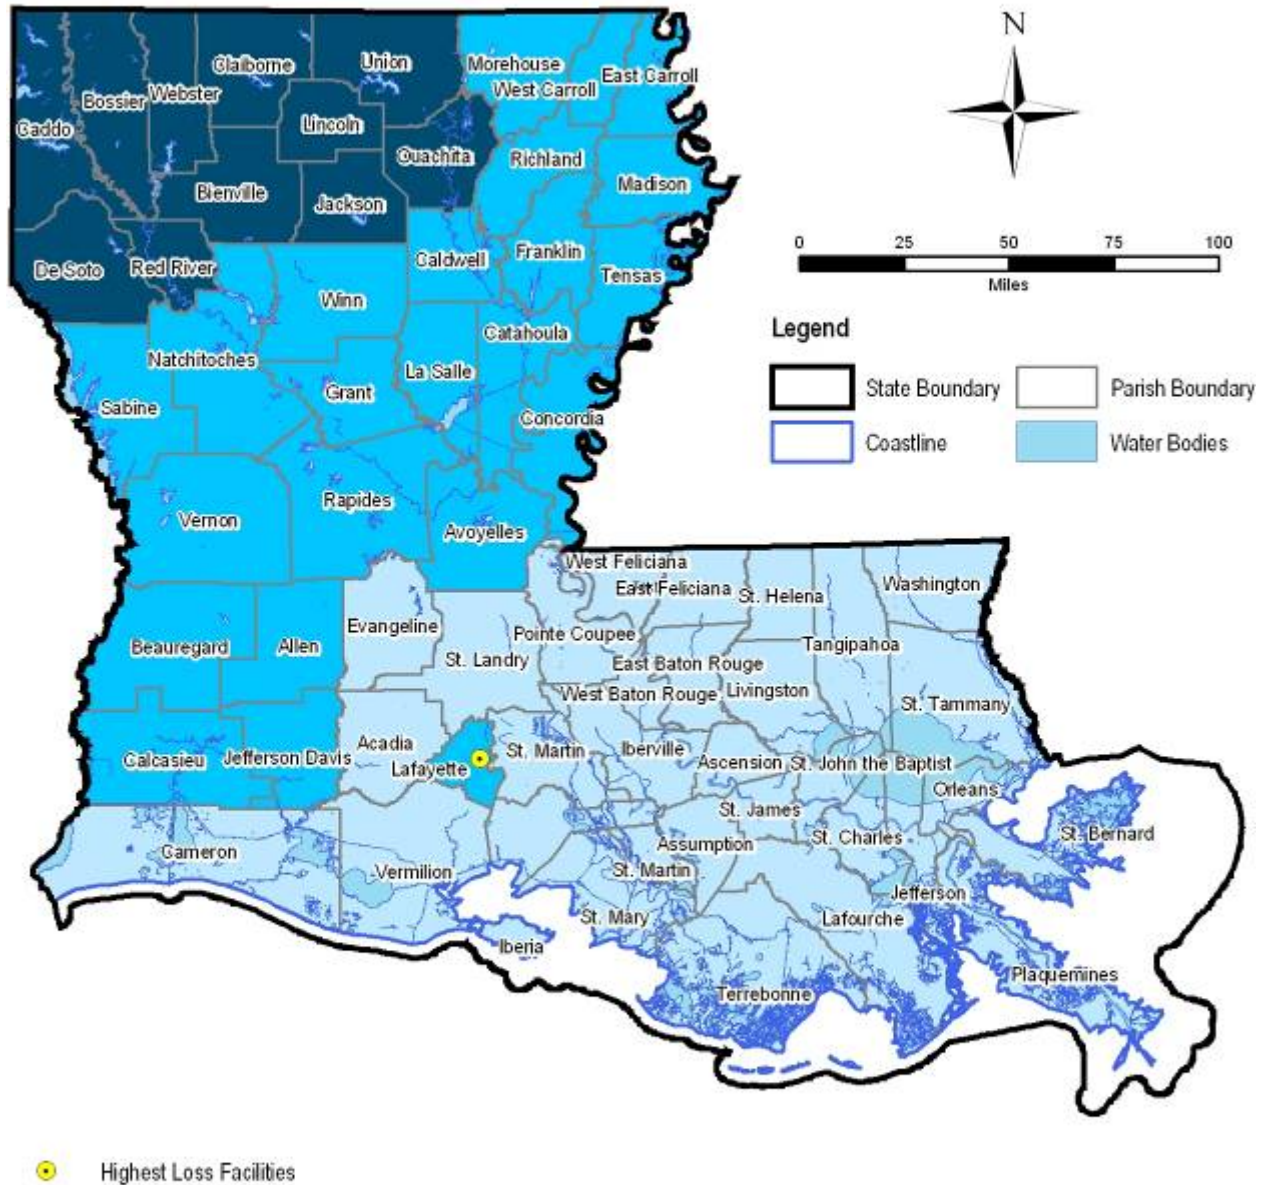 N
Claiborne
Union
Morehouse
East Carroll
West Carroll
Webster
Bossier
Caddo
Lincoln
Ouachita
Richland
Madison
Bienville
Jackson
De Soto
Red River
Caldwell
Franklin
Tensas
0 25 50 75 100
Miles
Winn
Catahoula
Natchitoches
La Salle
Grant
Sabine
Concordia
Legend
State Boundary
Parish Boundary
Coastline
Water Bodies
Rapides
Vernon
Avoyelles
West Feliciana
East Feliciana
St. Helena
Washington
Evangeline
Pointe Coupee
Beauregard
Allen
Tangipahoa
St. Landry
East Baton Rouge
West Baton Rouge
Livingston
St. Tammany
Acadia
St. Martin
Iberville
Calcasieu
Jefferson Davis
Lafayette
Ascension
St. John the Baptist
Orleans
St. James
St. Bernard
St. Charles
Assumption
Cameron
Vermilion
St. Martin
Jefferson
St. Mary
Lafourche
Iberia
Plaquemines
Terrebonne
Highest Loss Facilities